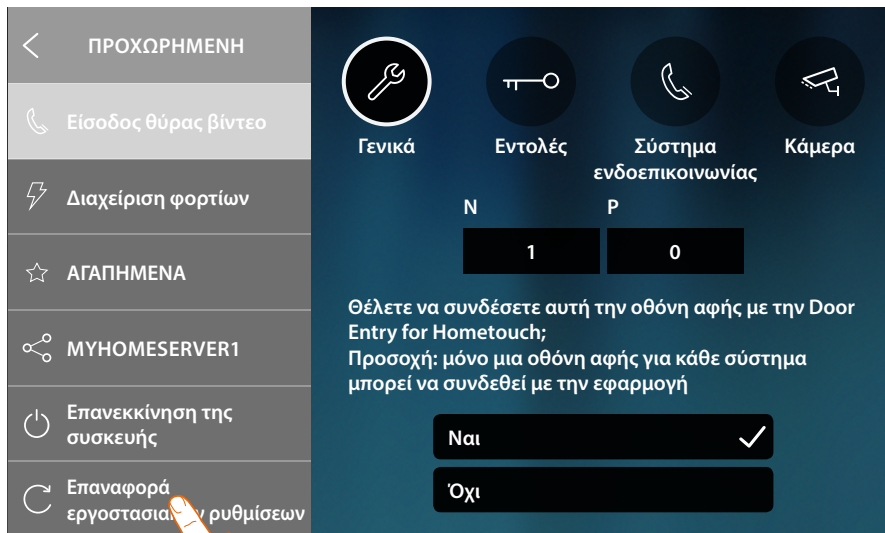 ΠΡΟΧΩΡΗΜΕΝΗ
Είσοδος θύρας βίντεο
Διαχείριση φορτίων
ΑΓΑΠΗΜΕΝΑ
MYHOMESERVER1
Επανεκκίνηση της
συσκευής
Επαναφορά
ρυθμίσεων
Γενικά
Εντολές
Σύστημα
ενδοεπικοινωνίας
Κάμερα
N P
1 0
Θέλετε να συνδέσετε αυτή την οθόνη αφής με την Door
Entry for Hometouch;
Προσοχή: μόνο μια οθόνη αφής για κάθε σύστημα
μπορεί να συνδεθεί με την εφαρμογή
Ναι
Όχι